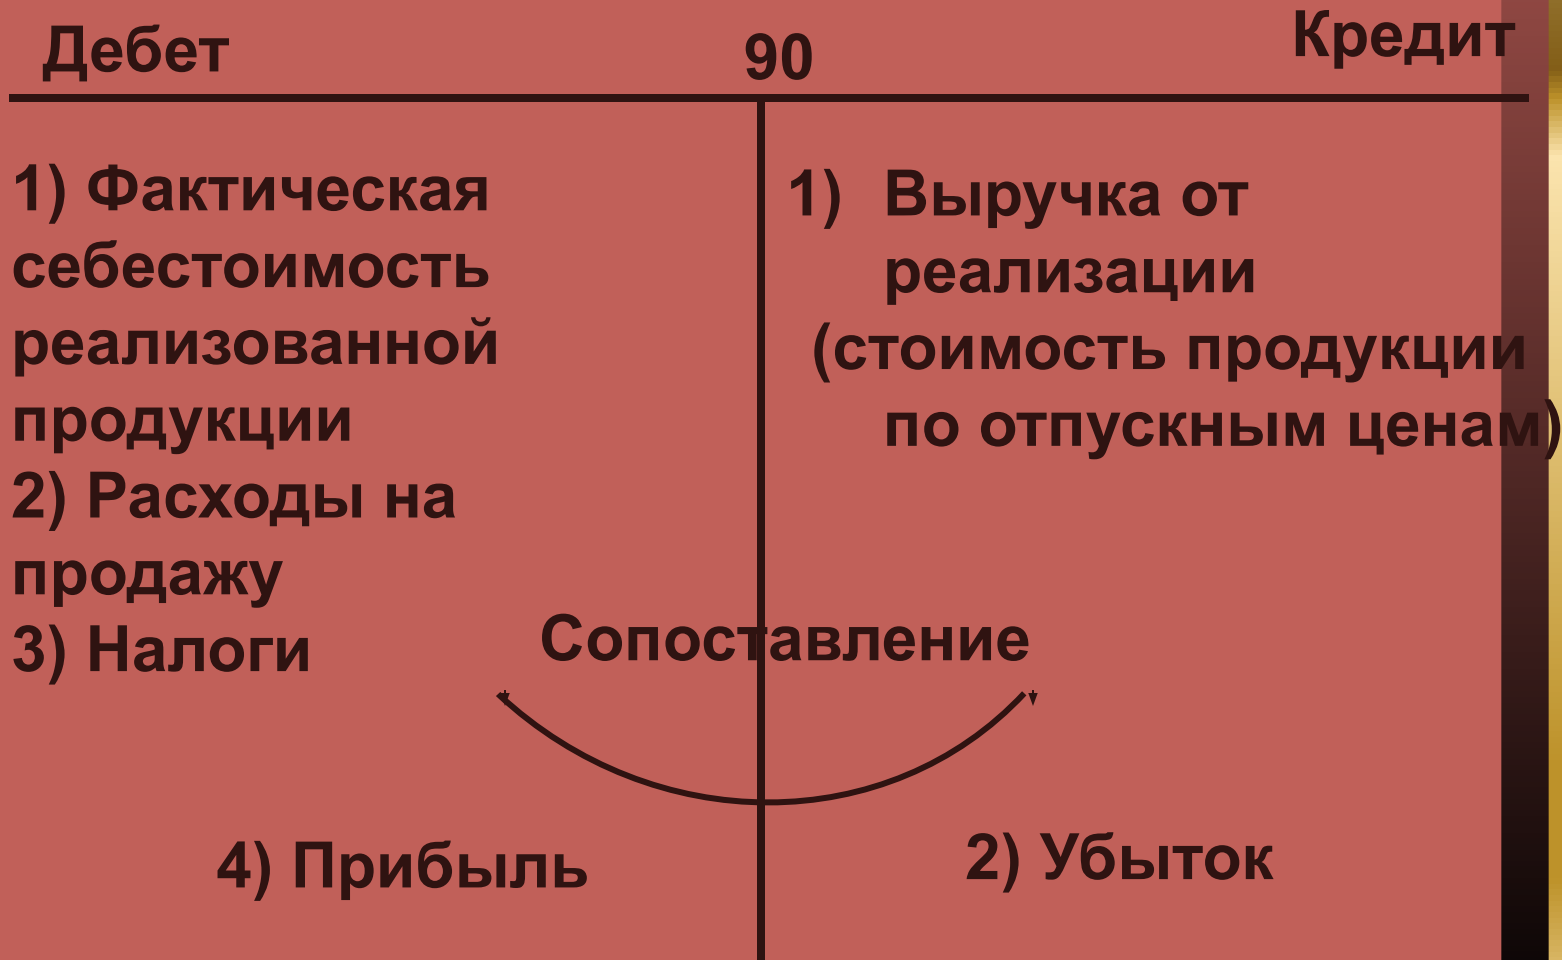 Дебет
90
Кредит
1) Фактическая
себестоимость
реализованной
продукции
2) Расходы на
продажу
3) Налоги
1) Выручка от
реализации
(стоимость продукции
по отпускным ценам)
Сопоставление
4) Прибыль
2) Убыток